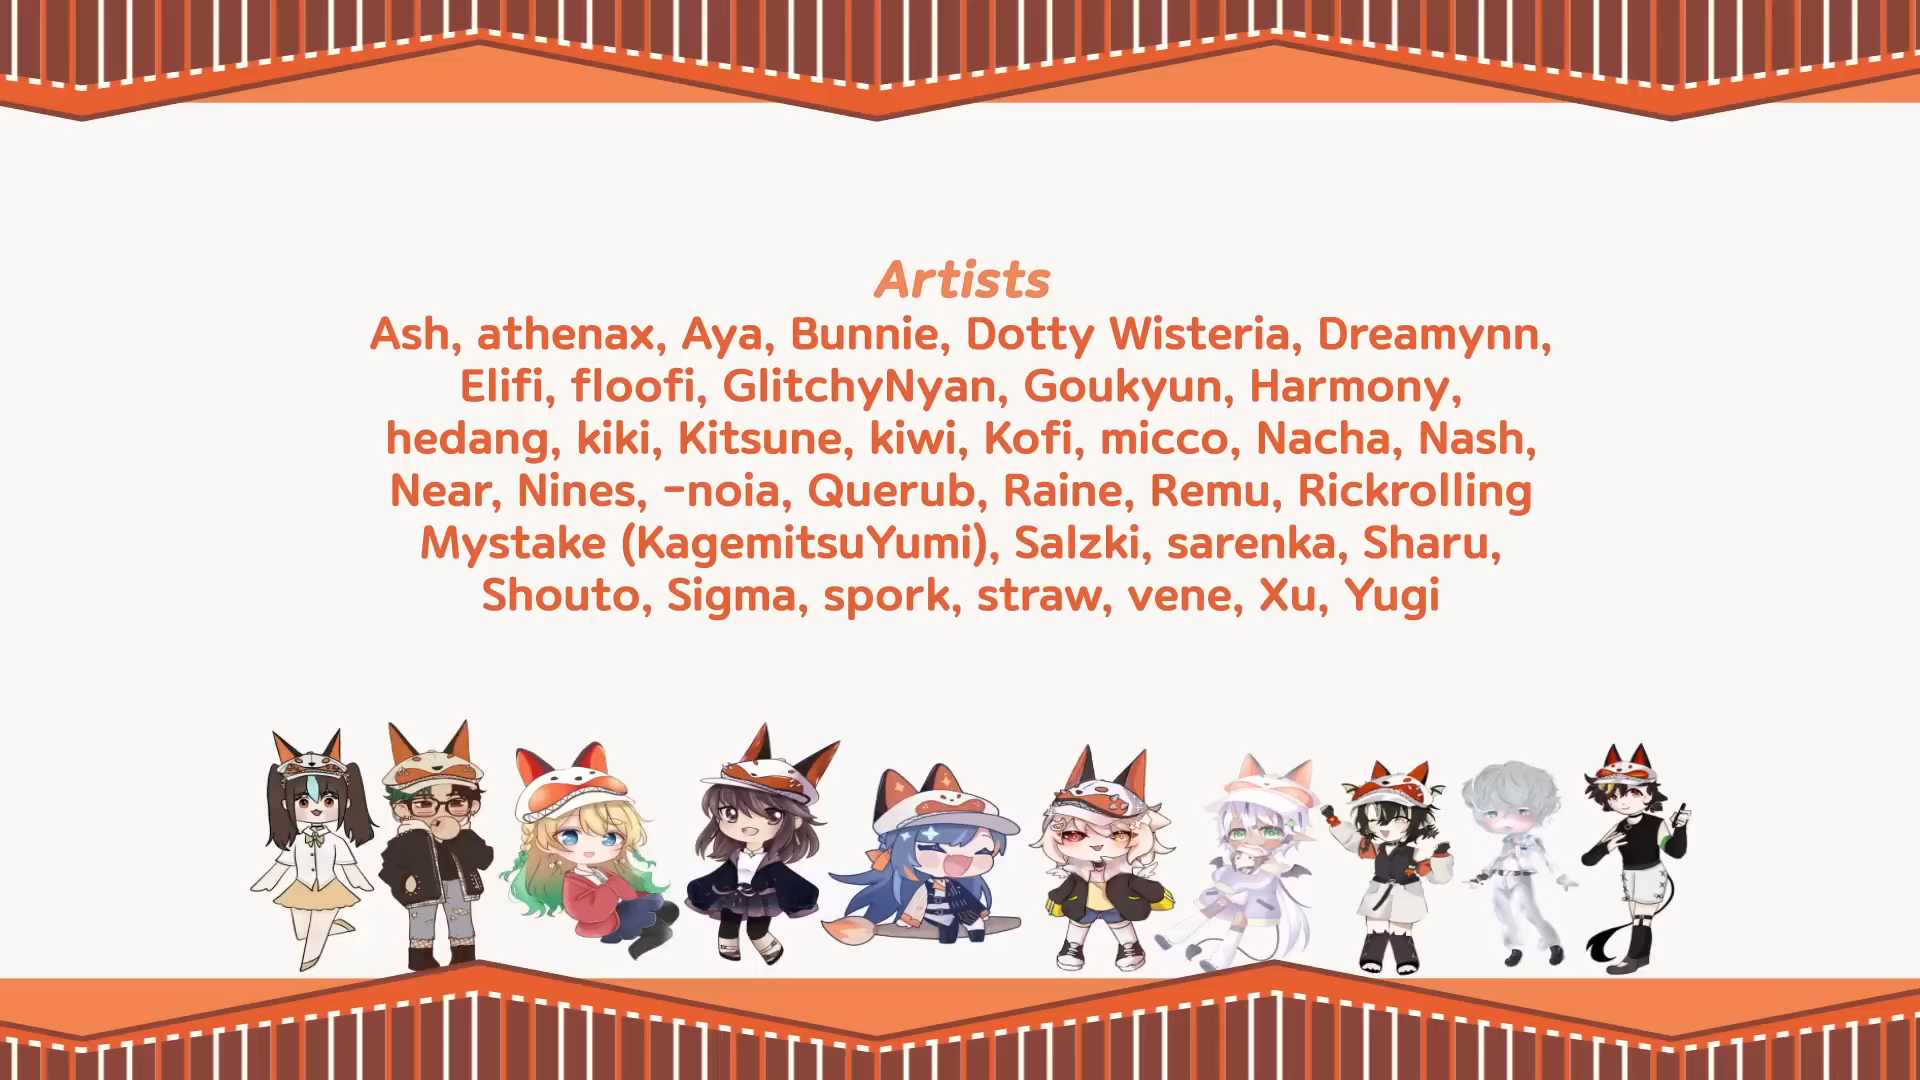 Artists
Ash, athenax, Aya, Bunnie, Dotty Wisteria, Dreamynn,
Elifi, floofi, GlitchyNyan, Goukyun, Harmony,
hedang, kiki, Kitsune, kiwi, Kofi, micco, Nacha, Nash,
Near, Nines, -noia, Querub, Raine, Remu, Rickrolling
Mystake (KagemitsuYumi), Salzki, sarenka, Sharu,
Shouto, Sigma, spork, straw, vene, Xu, Yugi